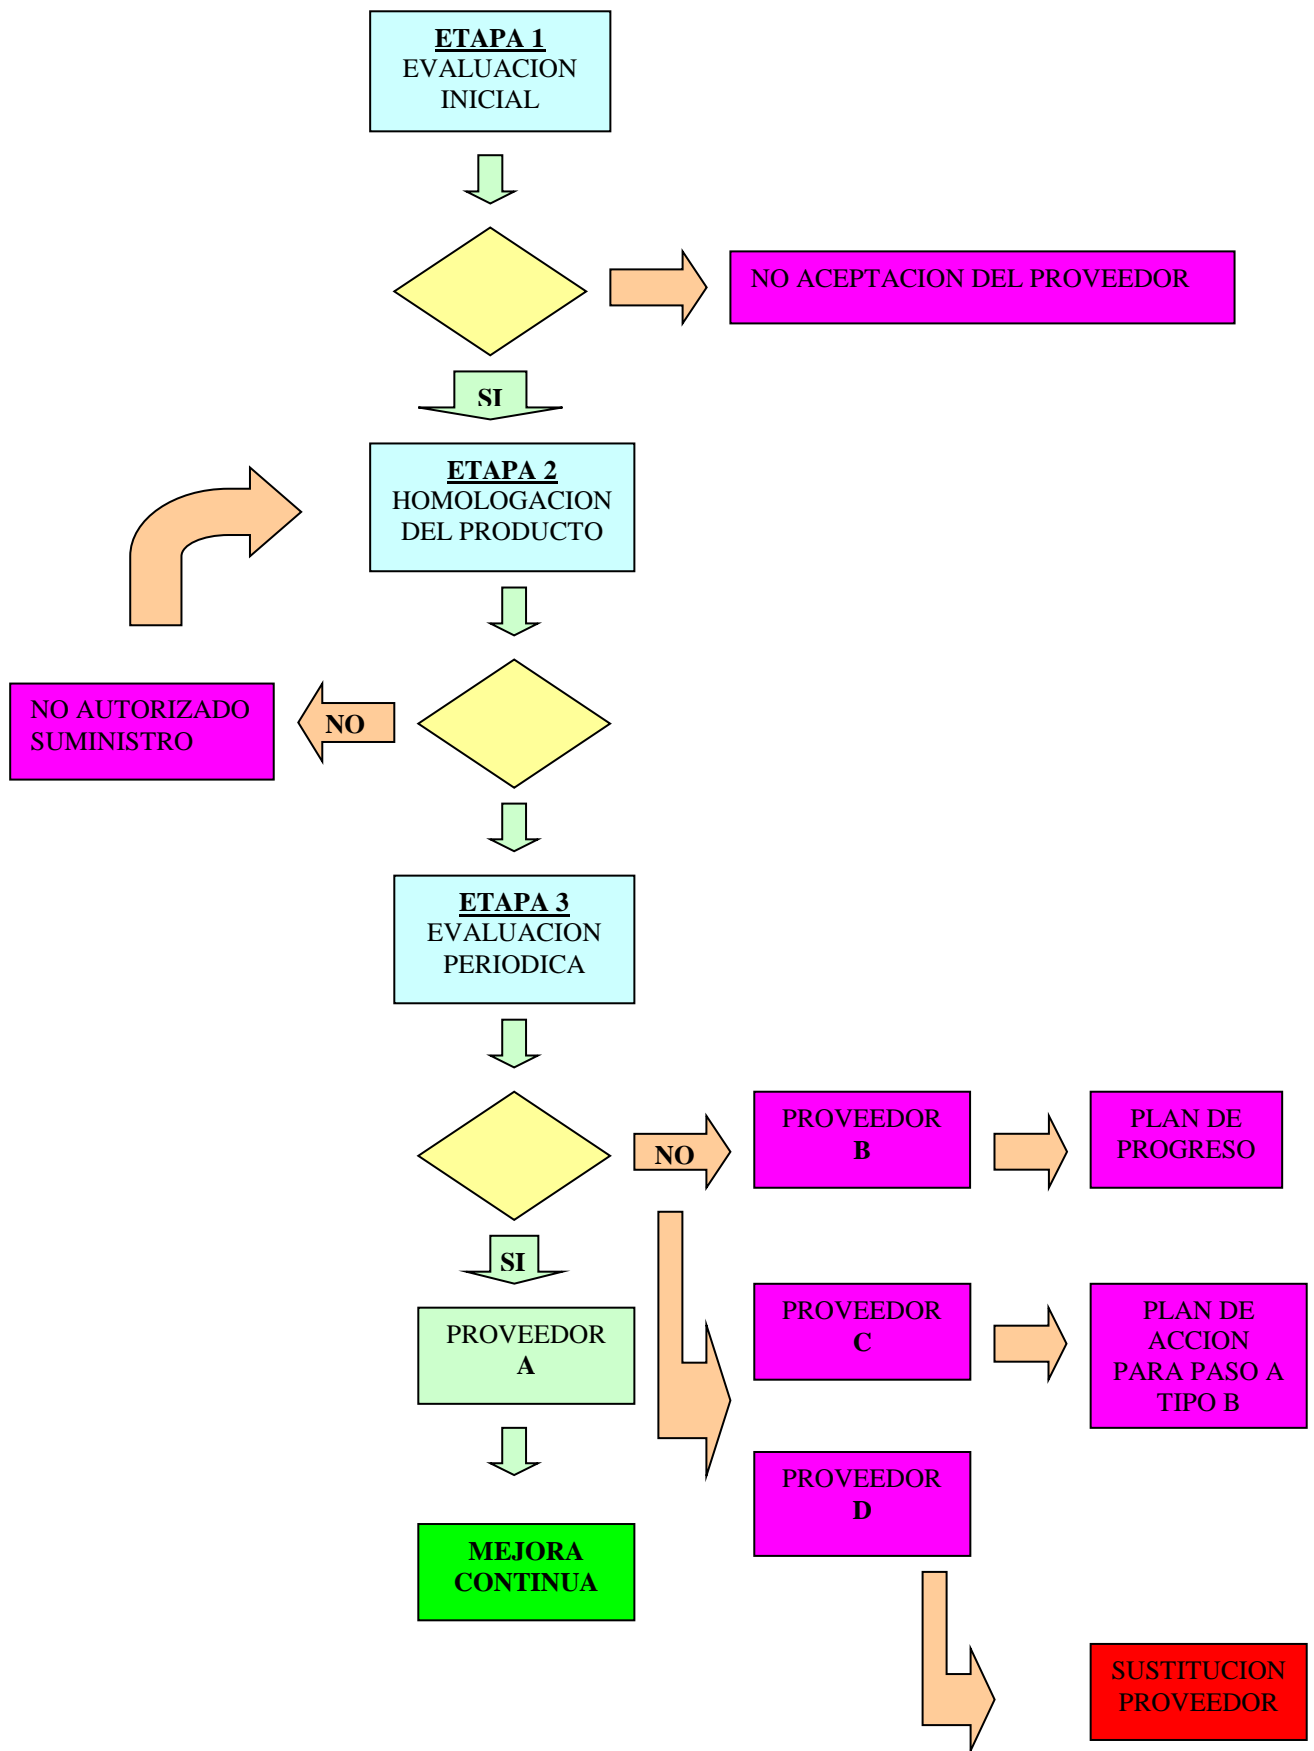 ETAPA 1
EVALUACION
INICIAL
NO ACEPTACION DEL PROVEEDOR
SI
ETAPA 2
HOMOLOGACION
DEL PRODUCTO
NO AUTORIZADO
SUMINISTRO
NO
ETAPA 3
EVALUACION
PERIODICA
NO
PROVEEDOR
B
PLAN DE
PROGRESO
SI
PROVEEDOR
A
PROVEEDOR
C
PLAN DE
ACCION
PARA PASO A
TIPO B
PROVEEDOR
D
MEJORA
CONTINUA
SUSTITUCION
PROVEEDOR